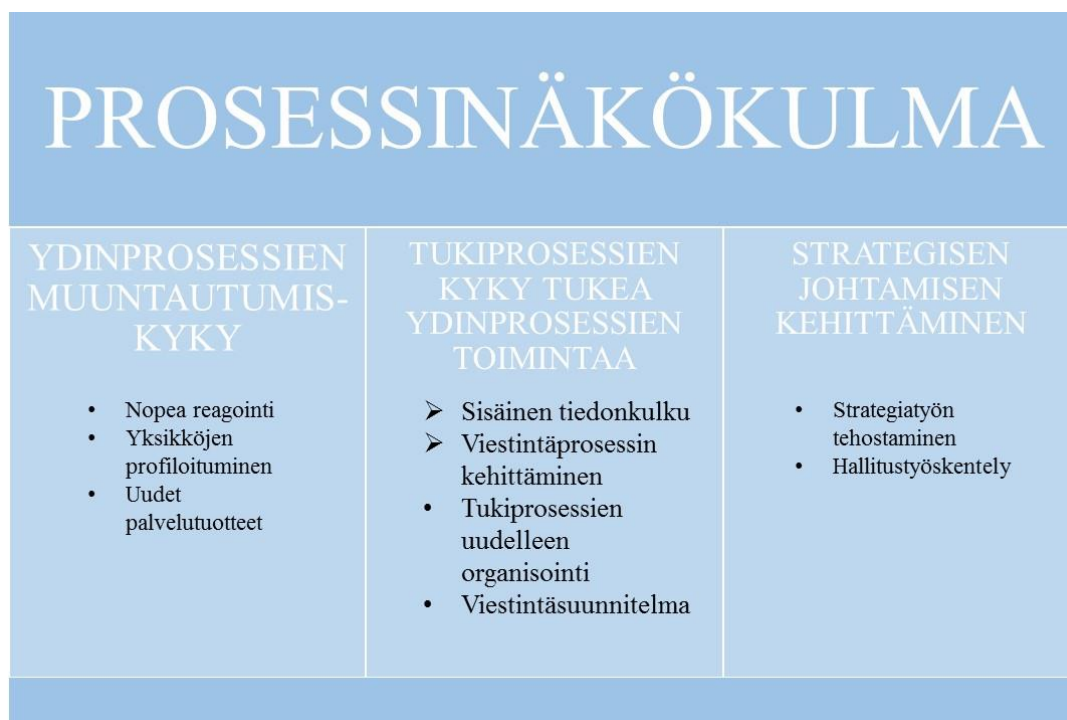 PROSESSINÄKÖKULMA
YDINPROSESSIEN
MUUNTAUTUMIS-
KYKY
• Nopea reagointi
• Yksikköjen
profiloituminen
• Uudet
palvelutuotteet
TUKIPROSESSIEN
KYKY TUKEA
YDINPROSESSIEN
TOIMINTAA
➢ Sisäinen tiedonkulku
➢ Viestintäprosessin
kehittäminen
• Tukiprosessien
uudelleen
organisointi
• Viestintäsuunnitelma
STRATEGISEN
JOHTAMISEN
KEHITTÄMINEN
• Strategiatyön
tehostaminen
• Hallitustyöskentely